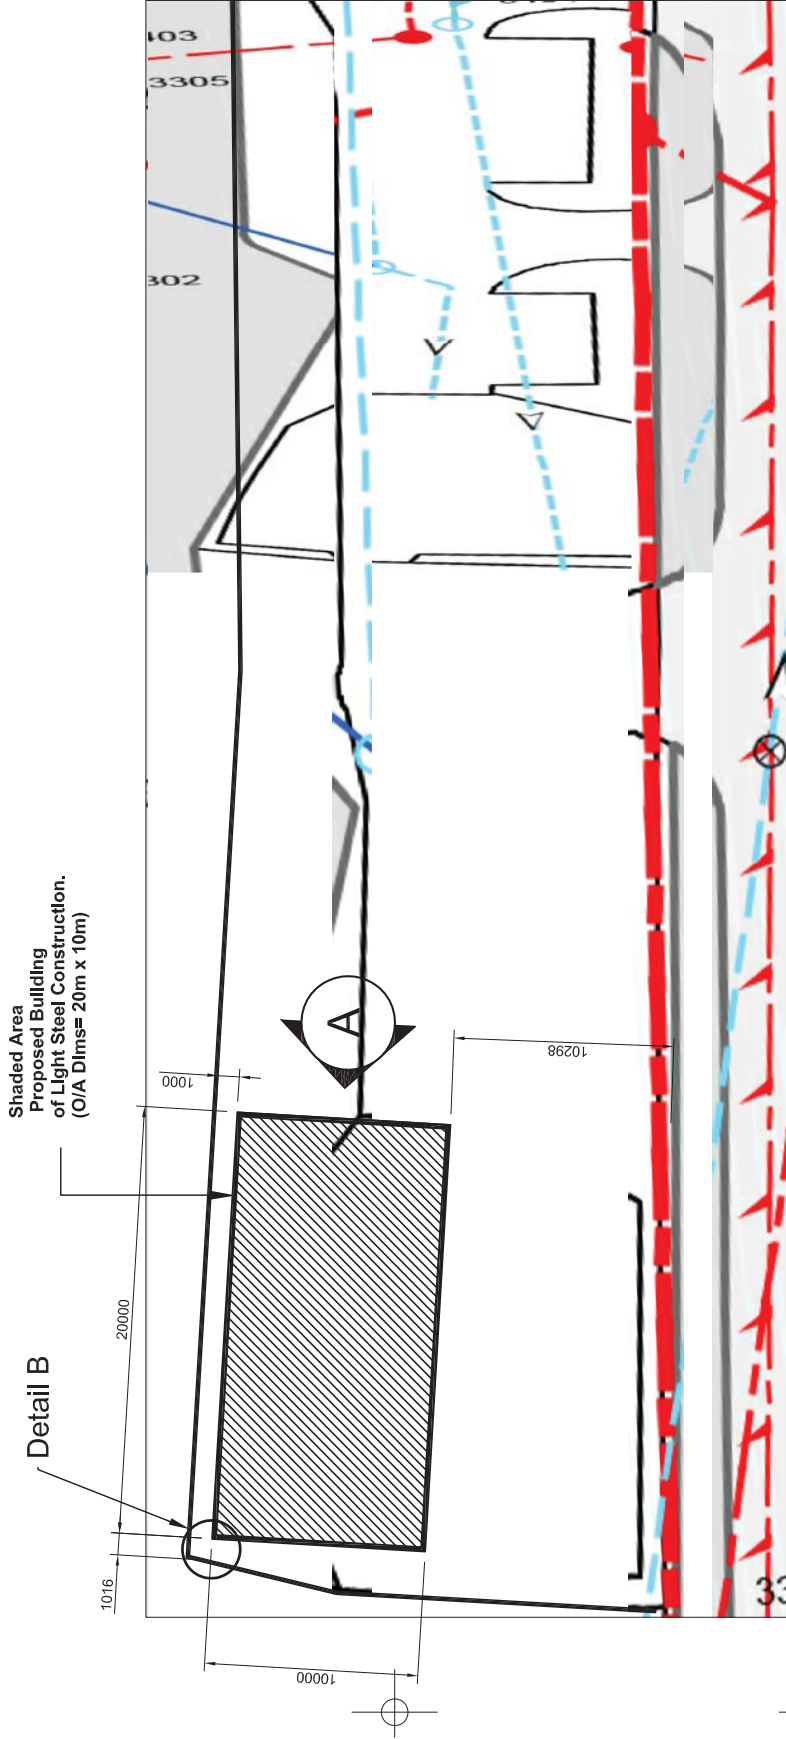 403
3305
302
Shaded Area
Proposed Building
of Light Steel Construction.
(O/A Dims= 20m x 10m)
1000
A
10298
20000
Detail B
1016
10000
33